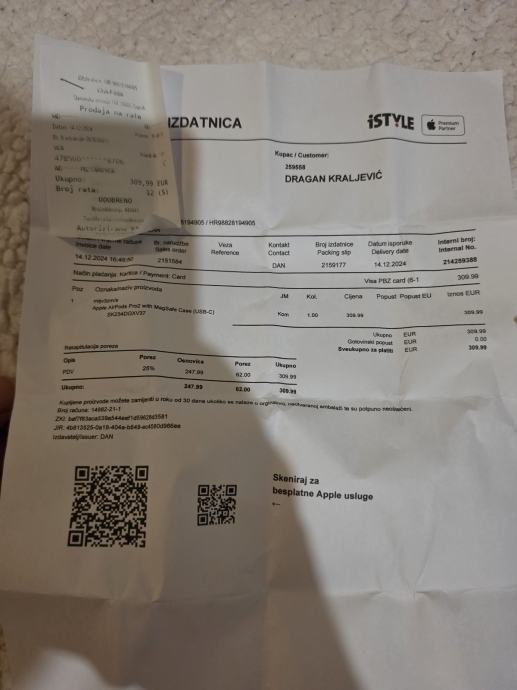 Prodaja na rate
Ukupno: 309,99 EUR
Broj rata: 12 (S)
ODOBRENO
IZDATNICA
iSTYLE
Premium
Partner
Kupac / Customer:
259558
DRAGAN KRALJEVIĆ
5194905 / HR98828194905
Invoice date
Br. narudžbe
Sales order
Veza
Reference
Kontakt
Contact
Broj izdatnice
Packing slip
Datum isporuke
Delivery date
Interni broj:
Internal No.
14.12.2024
2151584
DAN
2159177
14.12.2024
214259388
Način plaćanja: Kartica / Payment: Card
Visa PBZ card (6-1
309.99
Poz Oznaka/naziv proizvoda
JM Kol. Cijena Popust Popust EU Iznos EUR
1
Apple AirPods Pro2 with MagSafe Case (USB-C)
Kom 1.00 309.99 309.99
Ukupno EUR 309.99
Gotovinski popust EUR 0.00
Sveukupno za platiti EUR 309.99
Rekapitulacija poreza
Opis Porez Osnovica Porez Ukupno
PDV 25% 247.99 62.00 309.99
Ukupno: 247.99 62.00 309.99
Kupljene proizvode možete zamijeniti u roku od 30 dana ukoliko se nalaze u originalnoj, neotvorenoj ambalaži te su potpuno neoštećeni.
Broj računa: 14982-21-1
Izdavatelj/Issuer: DAN
Skeniraj za
besplatne Apple usluge